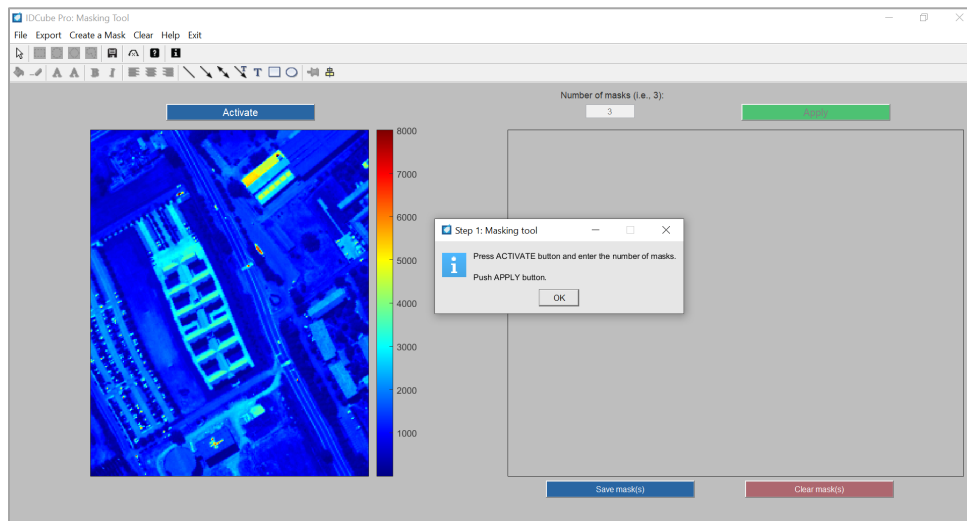 IDCube Pro: Masking Tool
File Export Create a Mask Clear Help Exit
A A B I T
Number of masks (i.e., 3):
Activate
3
Apply
8000
7000
6000
5000
4000
3000
2000
1000
Step 1: Masking tool
Press ACTIVATE button and enter the number of masks.
Push APPLY button.
OK
Save mask(s)
Clear mask(s)